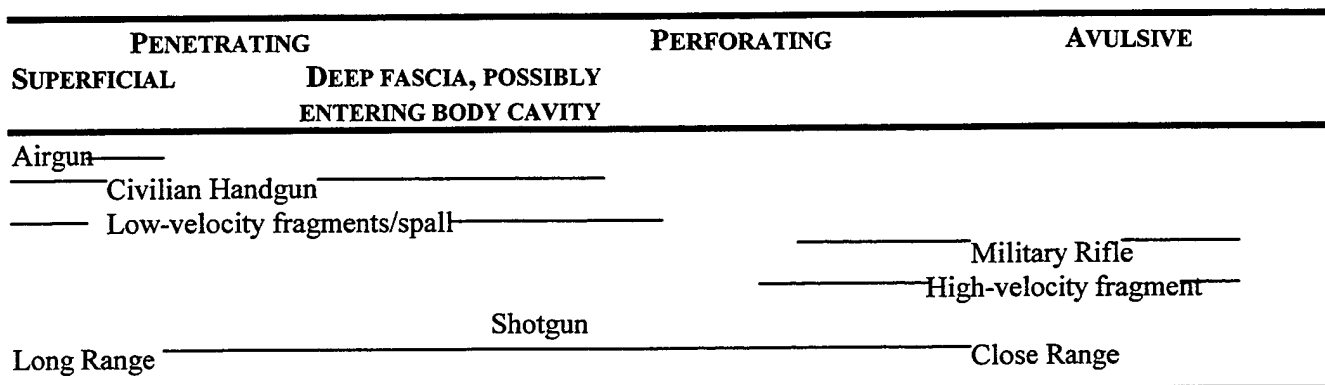 PENETRATING PERFORATING AVULSIVE
SUPERFICIAL DEEP FASCIA, POSSIBLY
ENTERING BODY CAVITY
Airgun
Civilian Handgun
Low-velocity fragments/spall
Military Rifle
High-velocity fragment
Shotgun
Long Range Close Range